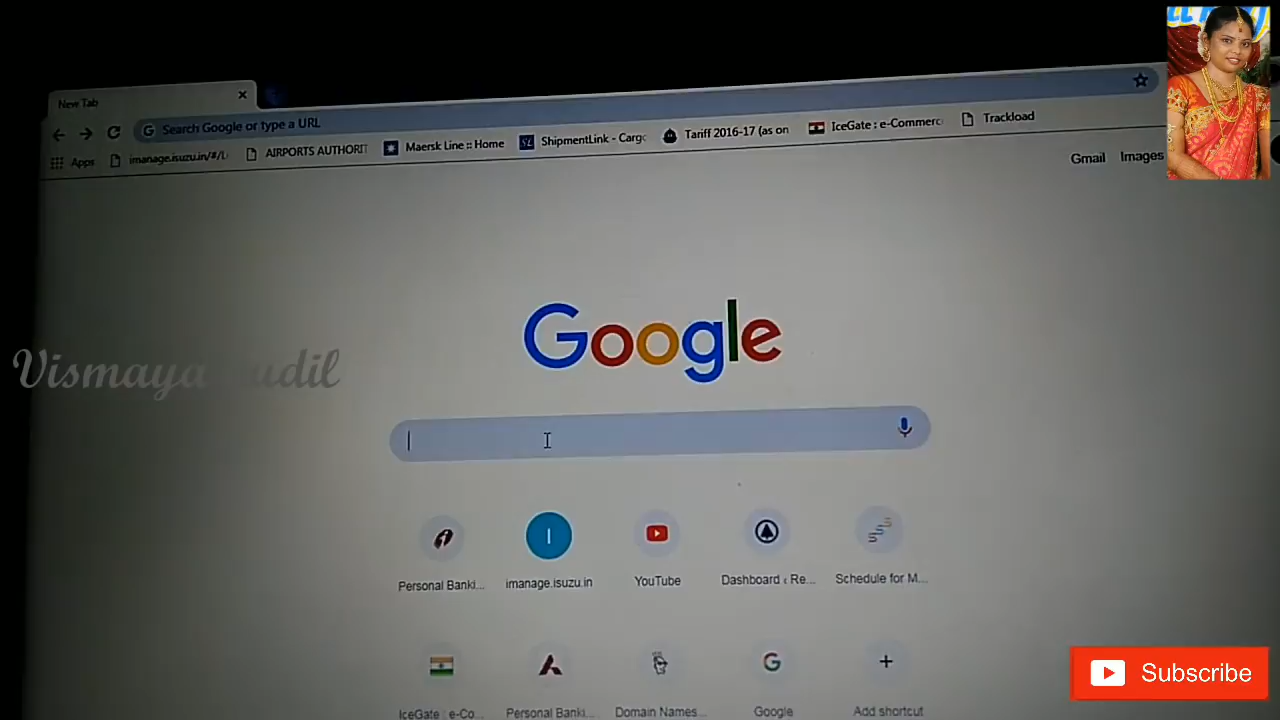 New Tab
Search Google or type a URL
Apps
imanage.isuzu.in/#/L
AIRPORTS AUTHORIT
Maersk Line :: Home
ShipmentLink - Cargo
Tariff 2016-17 (as on
IceGate : e-Commerc
Trackload
Gmail
Images
Google
Vismaya
Personal Banki...
imanage.isuzu.in
YouTube
Dashboard ‹ Re...
Schedule for M...
IceGate : e-Co...
Personal Banki...
Domain Names...
Google
Add shortcut
Subscribe